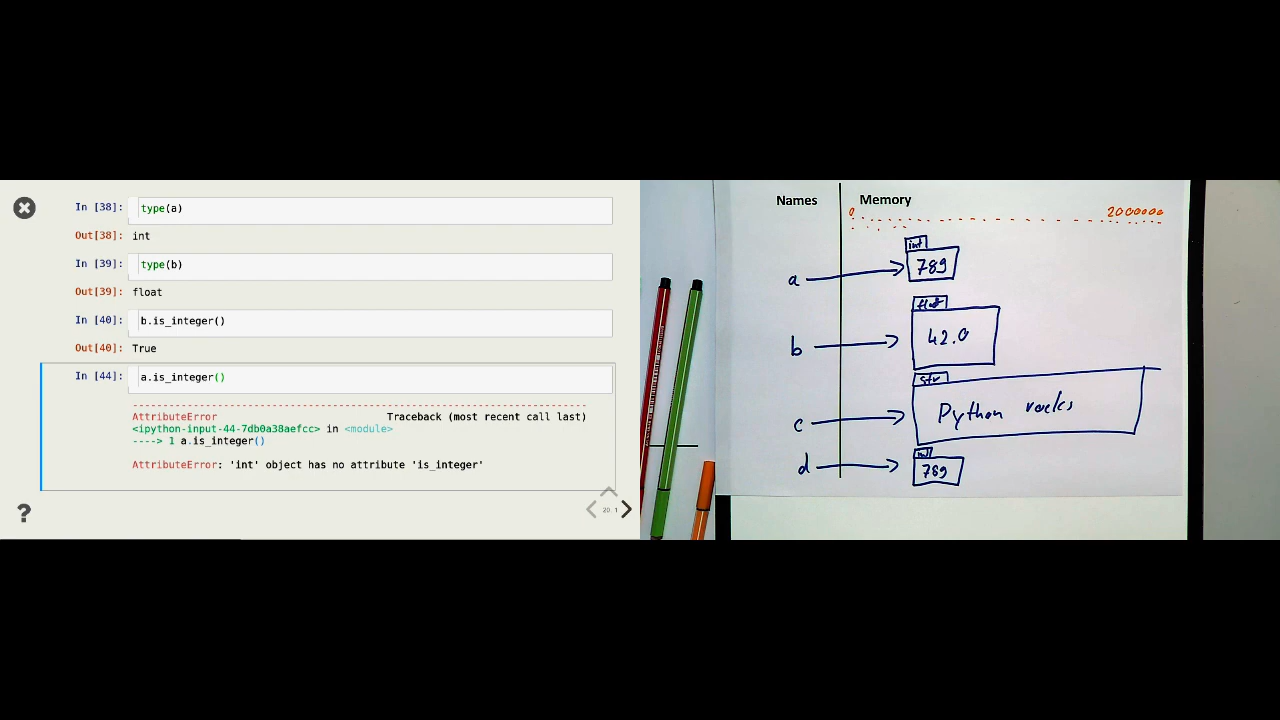 In [38]: type(a)
Out[38]: int
In [39]: type(b)
Out[39]: float
In [40]: b.is_integer()
Out[40]: True
In [44]: a.is_integer()
AttributeError Traceback (most recent call last)
<ipython-input-44-7db0a38aefcc> in <module>
----> 1 a.is_integer()
AttributeError: 'int' object has no attribute 'is_integer'
?
20.1
Names Memory
0 2000000
int
a 789
float
b 42.0
str
c Python rocks
int
d 789